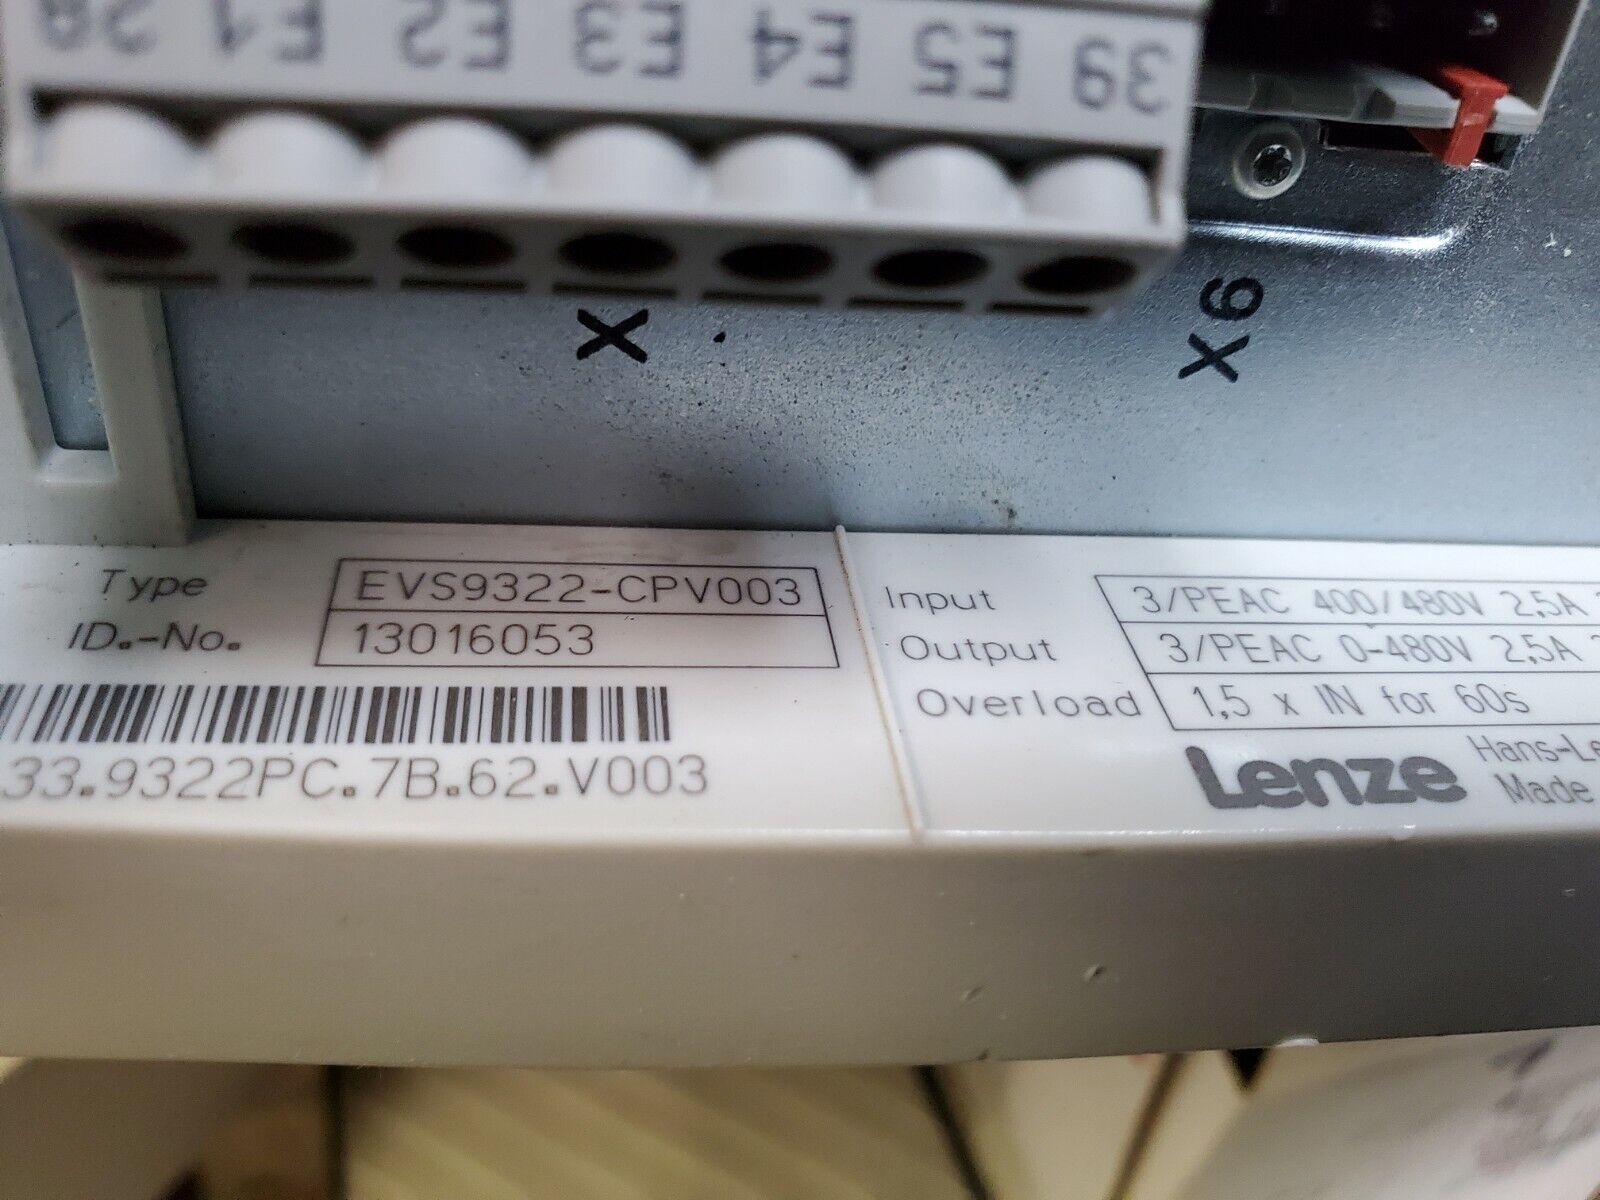 28 E1 E2 E3 E4 E5 39
X
X6
Type EVS9322-CPV003
ID.-No. 13016053
33.9322PC.7B.62.V003
Input 3/PEAC 400/480V 2,5A
Output 3/PEAC 0-480V 2,5A
Overload 1,5 x IN for 60s
Lenze
Made